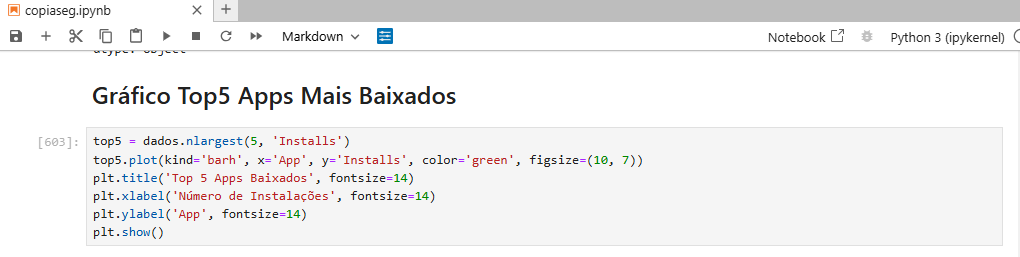 copiaseg.ipynb
Markdown
Notebook
Python 3 (ipykernel)
dtype: object
Gráfico Top5 Apps Mais Baixados
[603]:
top5 = dados.nlargest(5, 'Installs')
top5.plot(kind='barh', x='App', y='Installs', color='green', figsize=(10, 7))
plt.title('Top 5 Apps Baixados', fontsize=14)
plt.xlabel('Número de Instalações', fontsize=14)
plt.ylabel('App', fontsize=14)
plt.show()